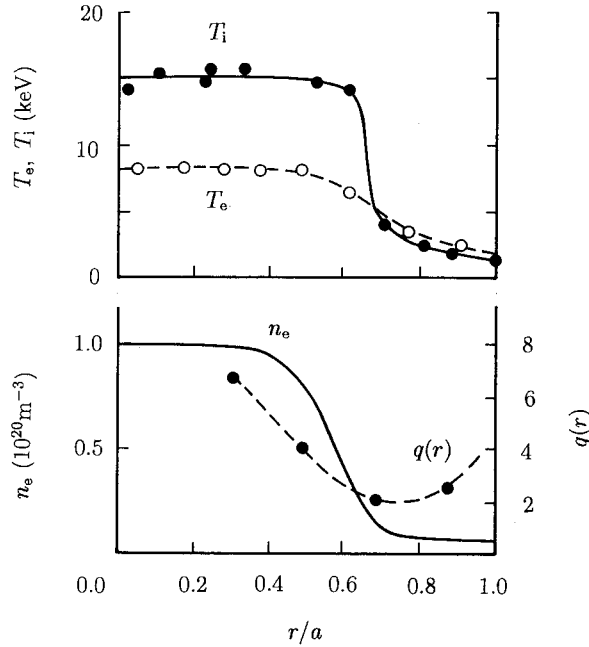 T_e, T_i (keV)
20
10
0
T_i
T_e
n_e (10^20 m^-3)
1.0
0.5
n_e
q(r)
8
6
4
2
q(r)
0.0 0.2 0.4 0.6 0.8 1.0
r/a